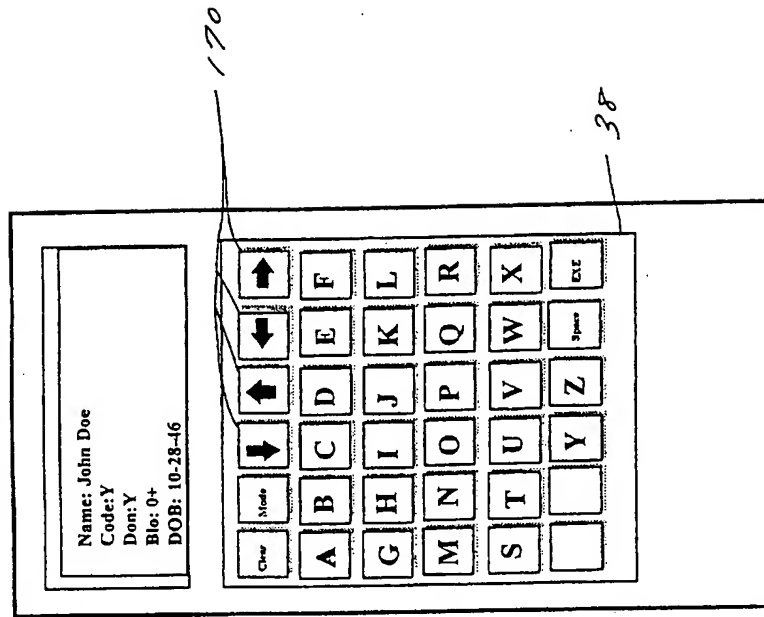 170
Name: John Doe
Code:Y
Don:Y
Blo: 0+
DOB: 10-28-46
Clear Mode
A B C D E F
G H I J K L
M N O P Q R
S T U V W X
Y Z Space EXE
38